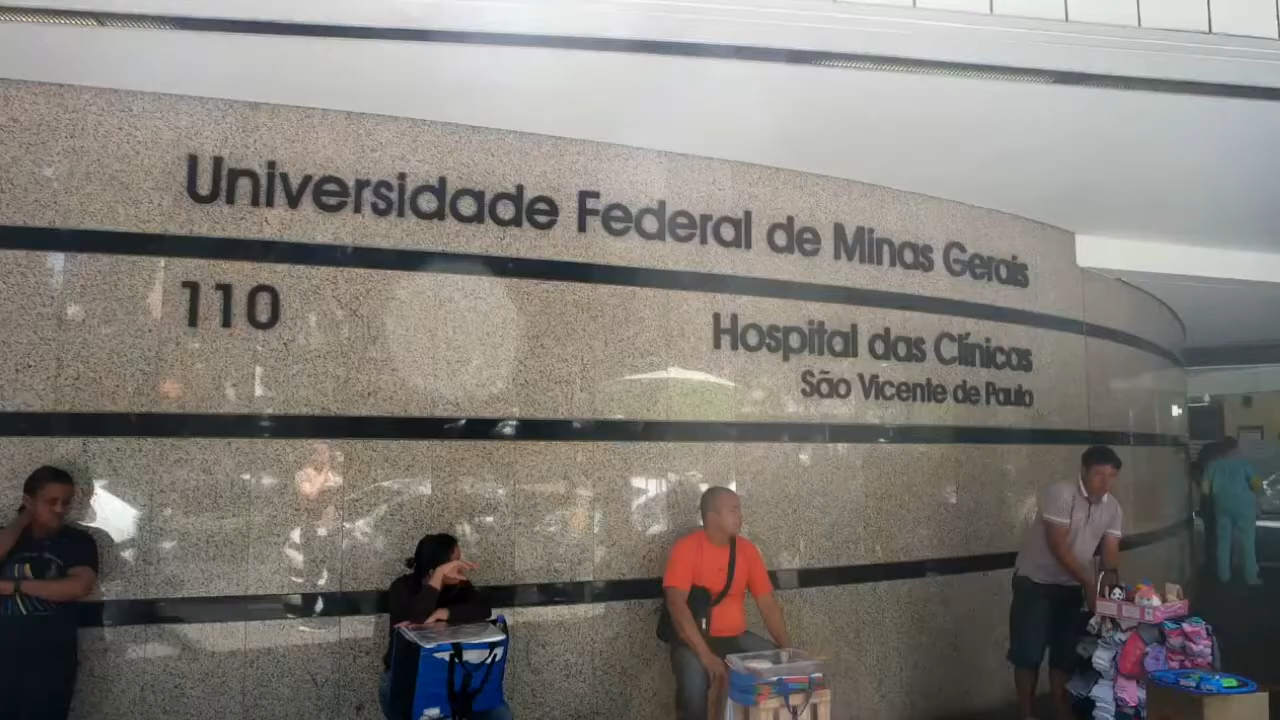 Universidade Federal de Minas Gerais
110
Hospital das Clínicas
São Vicente de Paulo